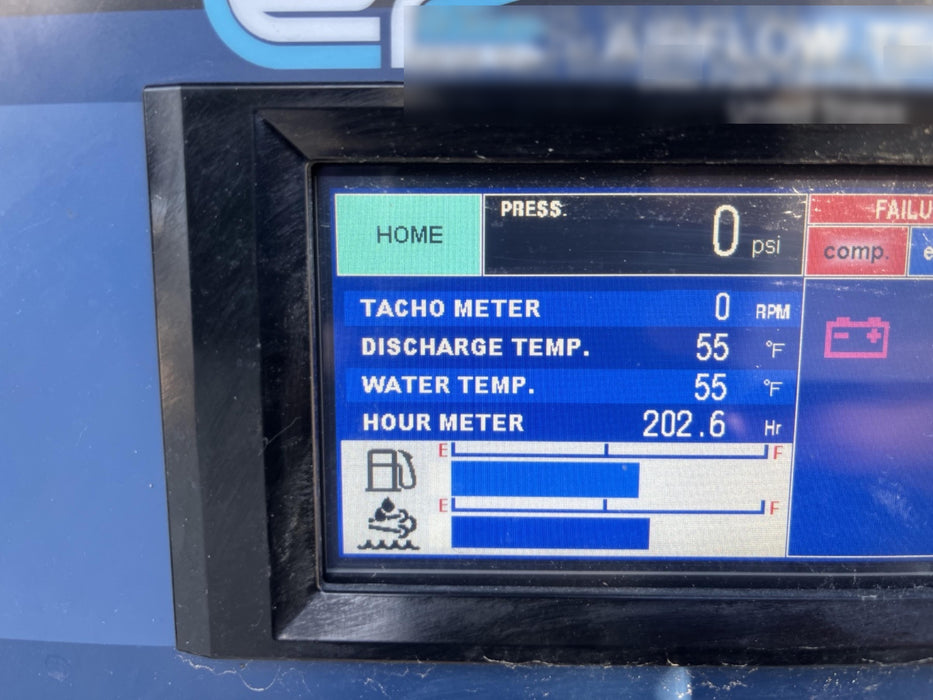 HOME
PRESS.
0 psi
FAILU
comp.
e
TACHO METER 0 RPM
DISCHARGE TEMP. 55 °F
WATER TEMP. 55 °F
HOUR METER 202.6 Hr
E F
E F